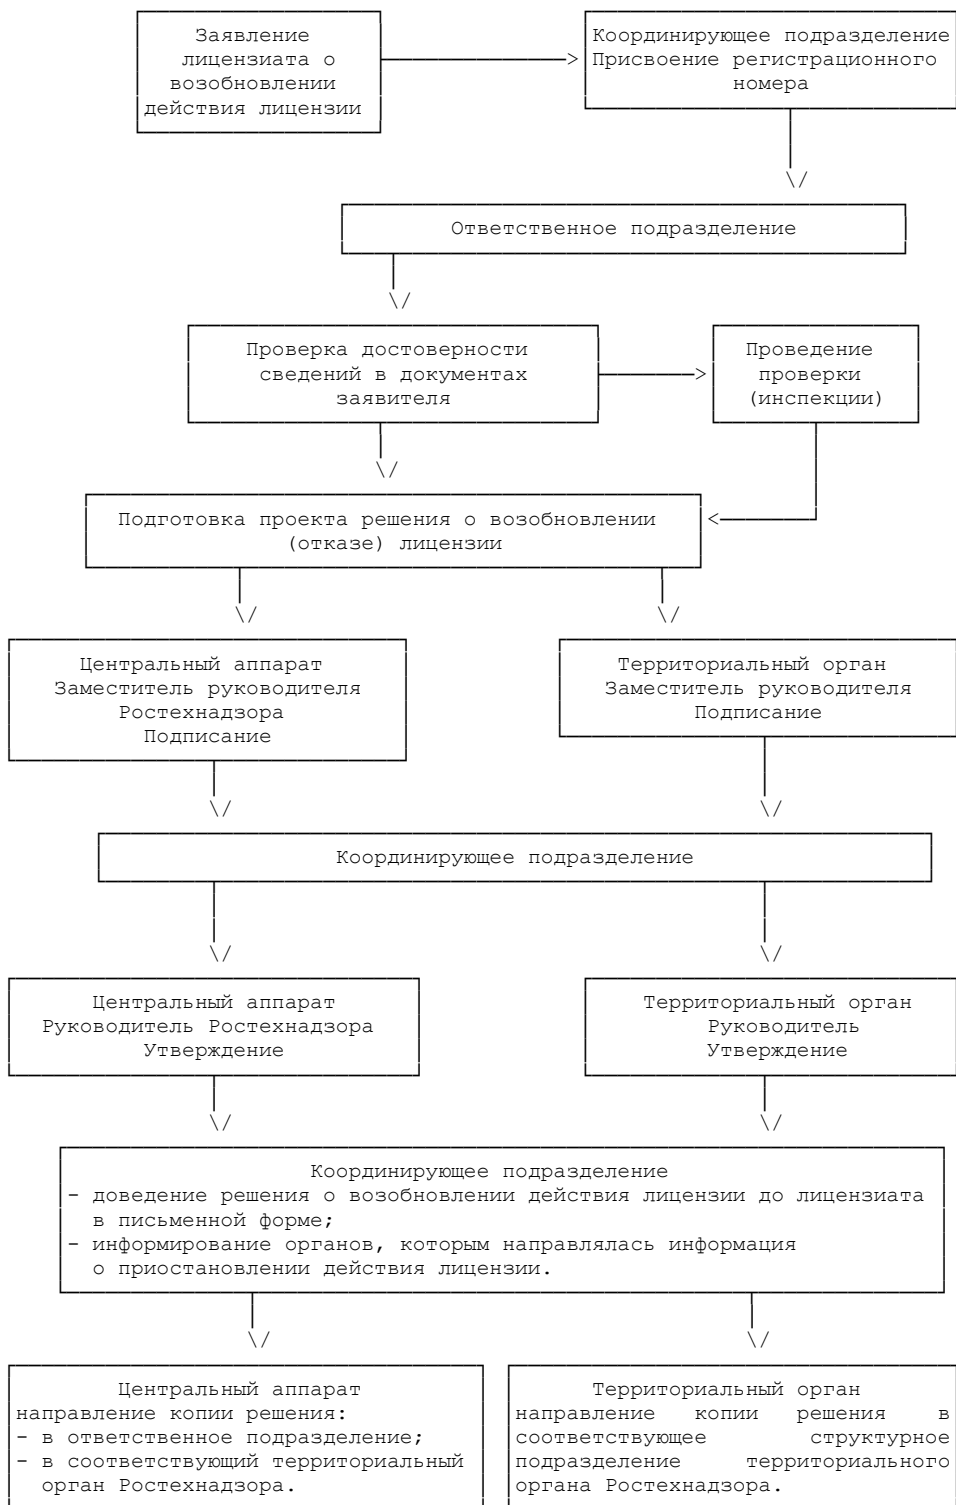 Заявление
лицензиата о
возобновлении
действия лицензии
Координирующее подразделение
Присвоение регистрационного
номера
Ответственное подразделение
Проверка достоверности
сведений в документах
заявителя
Проведение
проверки
(инспекции)
Подготовка проекта решения о возобновлении
(отказе) лицензии
Центральный аппарат
Заместитель руководителя
Ростехнадзора
Подписание
Территориальный орган
Заместитель руководителя
Подписание
Координирующее подразделение
Центральный аппарат
Руководитель Ростехнадзора
Утверждение
Территориальный орган
Руководитель
Утверждение
Координирующее подразделение
- доведение решения о возобновлении действия лицензии до лицензиата
в письменной форме;
- информирование органов, которым направлялась информация
о приостановлении действия лицензии.
Центральный аппарат
направление копии решения:
- в ответственное подразделение;
- в соответствующий территориальный
орган Ростехнадзора.
Территориальный орган
направление копии решения в
соответствующее структурное
подразделение территориального
органа Ростехнадзора.